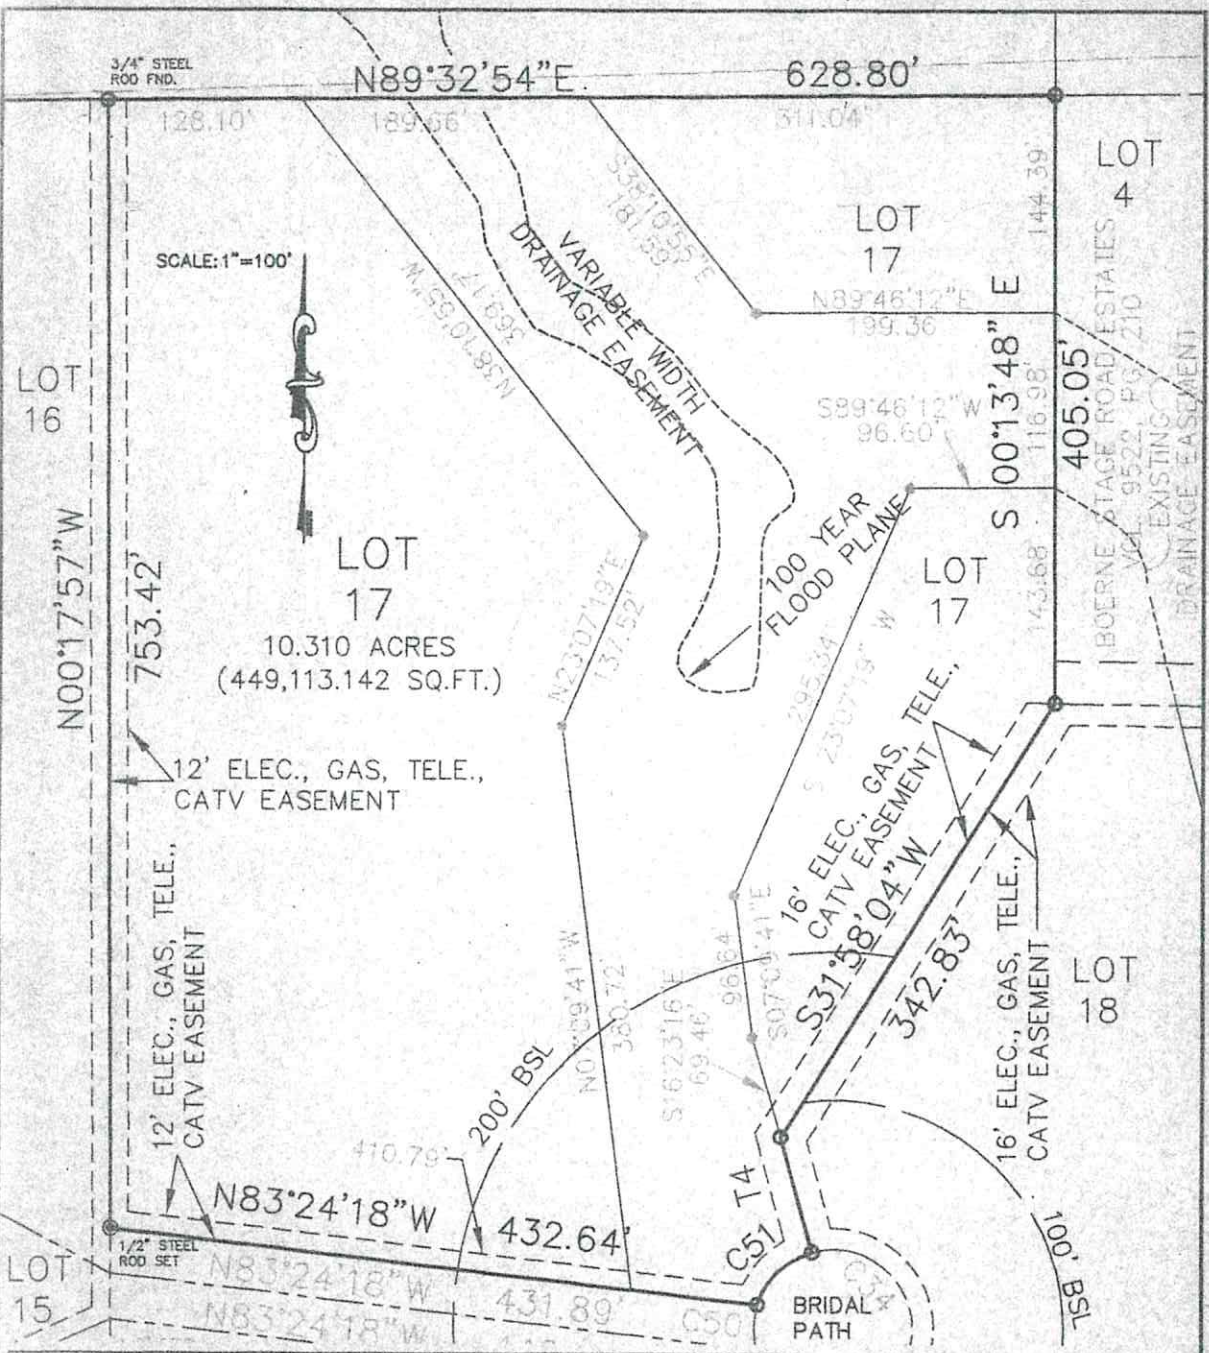 3/4" STEEL
ROD FND.
N89°32'54"E
628.80'
128.10'
189.66'
311.04'
LOT
4
144.39'
S38°10'55"E
181.59'
LOT
17
SCALE: 1"=100'
VARIABLE WIDTH
DRAINAGE EASEMENT
N38°10'55"W
369.17'
N89°46'12"E
199.36
LOT
16
S89°46'12"W
96.60'
S 00°13'48" E
405.05'
116.98'
BOERNE STAGE ROAD ESTATES
VOL. 9522, PG. 210
EXISTING
DRAINAGE EASEMENT
N00°17'57"W
753.42'
LOT
17
10.310 ACRES
(449,113.142 SQ.FT.)
100 YEAR
FLOOD PLANE
LOT
17
143.68'
N23°07'19"E
137.52'
295.34'
S 23°07'19" W
12' ELEC., GAS, TELE.,
CATV EASEMENT
16' ELEC., GAS, TELE.,
CATV EASEMENT
S31°58'04"W
342.83'
12' ELEC., GAS, TELE.,
CATV EASEMENT
N07°09'41"W
380.72'
96.64
S07°09'41"E
S16°23'16"E
69.46'
16' ELEC., GAS, TELE.,
CATV EASEMENT
LOT
18
200' BSL
410.79'
N83°24'18"W
432.64'
T4
C51
100' BSL
1/2" STEEL
ROD SET
LOT
15
N83°24'18"W
431.89'
C50
N83°24'18"W
BRIDAL
PATH